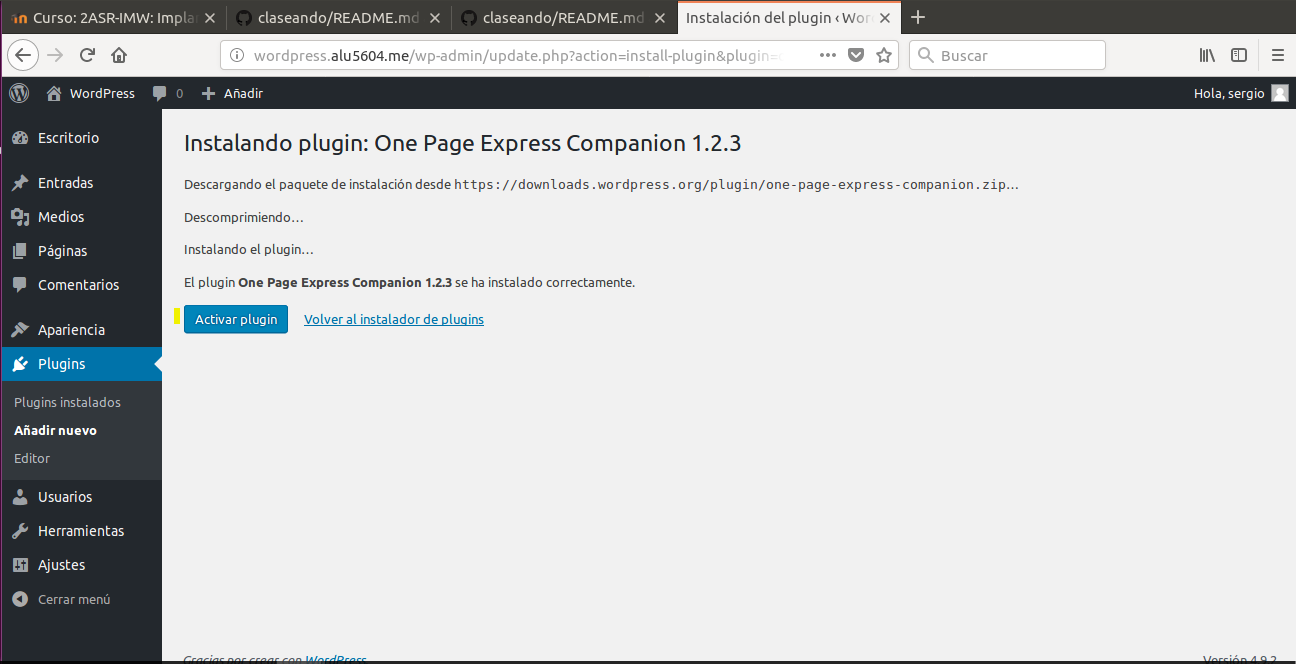 Curso: 2ASR-IMW: Impla
claseando/README.md
claseando/README.md
Instalación del plugin ‹ Wor
wordpress.alu5604.me/wp-admin/update.php?action=install-plugin&plugin=
Buscar
WordPress
0
Añadir
Hola, sergio
Escritorio
Entradas
Medios
Páginas
Comentarios
Apariencia
Plugins
Plugins instalados
Añadir nuevo
Editor
Usuarios
Herramientas
Ajustes
Cerrar menú
Instalando plugin: One Page Express Companion 1.2.3
Descargando el paquete de instalación desde https://downloads.wordpress.org/plugin/one-page-express-companion.zip…
Descomprimiendo…
Instalando el plugin…
El plugin One Page Express Companion 1.2.3 se ha instalado correctamente.
Activar plugin
Volver al instalador de plugins
Gracias por crear con WordPress
Versión 4.9.2